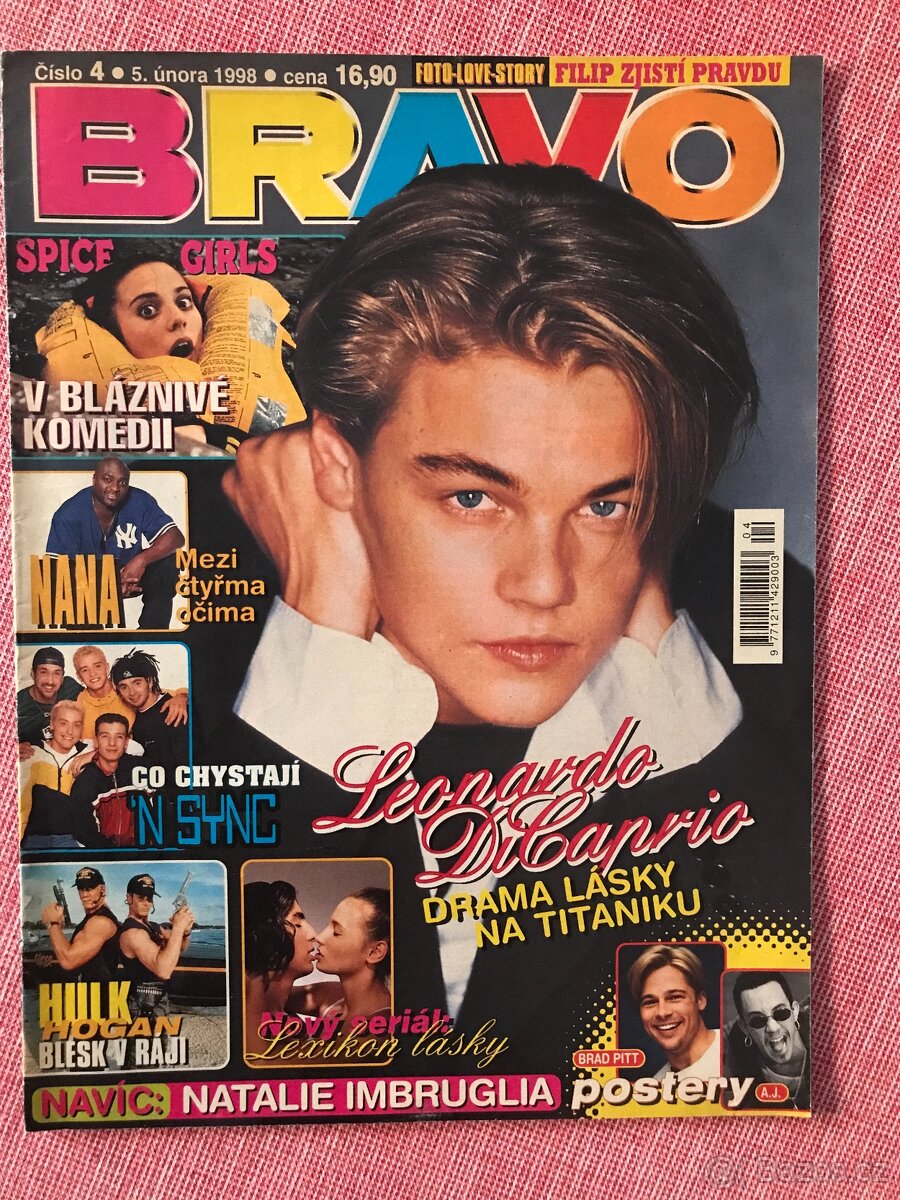 Číslo 4 • 5. února 1998 • cena 16,90
FOTO-LOVE-STORY FILIP ZJISTÍ PRAVDU
BRAVO
SPICE GIRLS
V BLÁZNIVÉ
KOMEDII
NANA
Mezi
čtyřma
očima
04
9 771211 429003
CO CHYSTAJÍ
'N SYNC
Leonardo
DiCaprio
DRAMA LÁSKY
NA TITANIKU
HULK
HOGAN
BLESK V RÁJI
Nový seriál:
Lexikon lásky
BRAD PITT
NAVÍC: NATALIE IMBRUGLIA
postery
A.J.
Bazos.cz